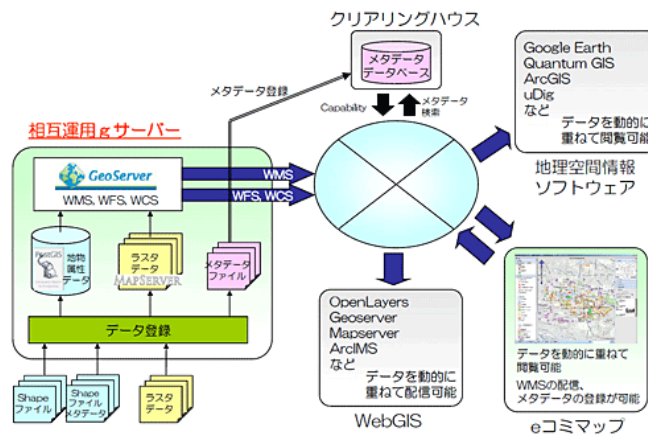 クリアリングハウス
メタデータ
データベース
メタデータ登録
Capability
メタデータ
検索
Google Earth
Quantum GIS
ArcGIS
uDig
など
データを動的に
重ねて閲覧可能
地理空間情報
ソフトウェア
相互運用gサーバー
GeoServer
WMS, WFS, WCS
WMS
WFS, WCS
PostGIS
地物
属性
データ
ラスタ
データ
MAPSERVER
メタデータ
ファイル
データ登録
Shape
ファイル
Shape
ファイル
メタデータ
ラスタ
データ
OpenLayers
Geoserver
Mapserver
ArcIMS
など
データを動的に
重ねて配信可能
WebGIS
データを動的に重ねて
閲覧可能
WMSの配信、
メタデータの登録が可能
eコミマップ